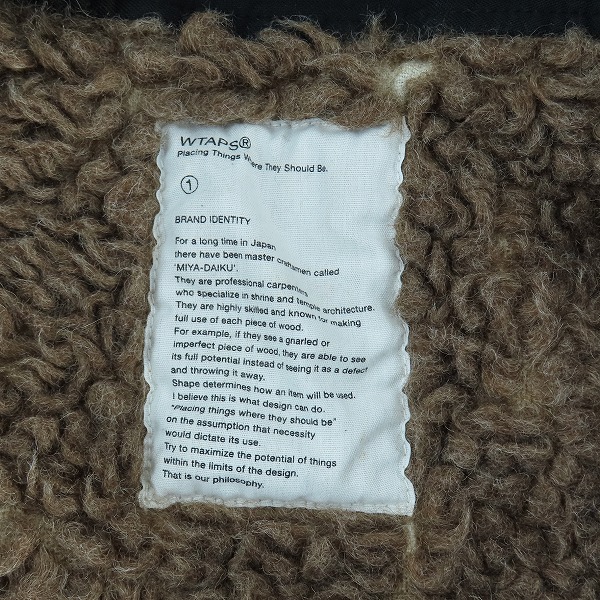 WTAPS®
Placing Things Where They Should Be.
1
BRAND IDENTITY
For a long time in Japan
there have been master craftsmen called
'MIYA-DAIKU'.
They are professional carpenters
who specialize in shrine and temple architecture.
They are highly skilled and known for making
full use of each piece of wood.
For example, if they see a gnarled or
imperfect piece of wood, they are able to see
its full potential instead of seeing it as a defect
and throwing it away.
Shape determines how an item will be used.
I believe this is what design can do.
"Placing things where they should be"
on the assumption that necessity
would dictate its use.
Try to maximize the potential of things
within the limits of the design.
That is our philosophy.